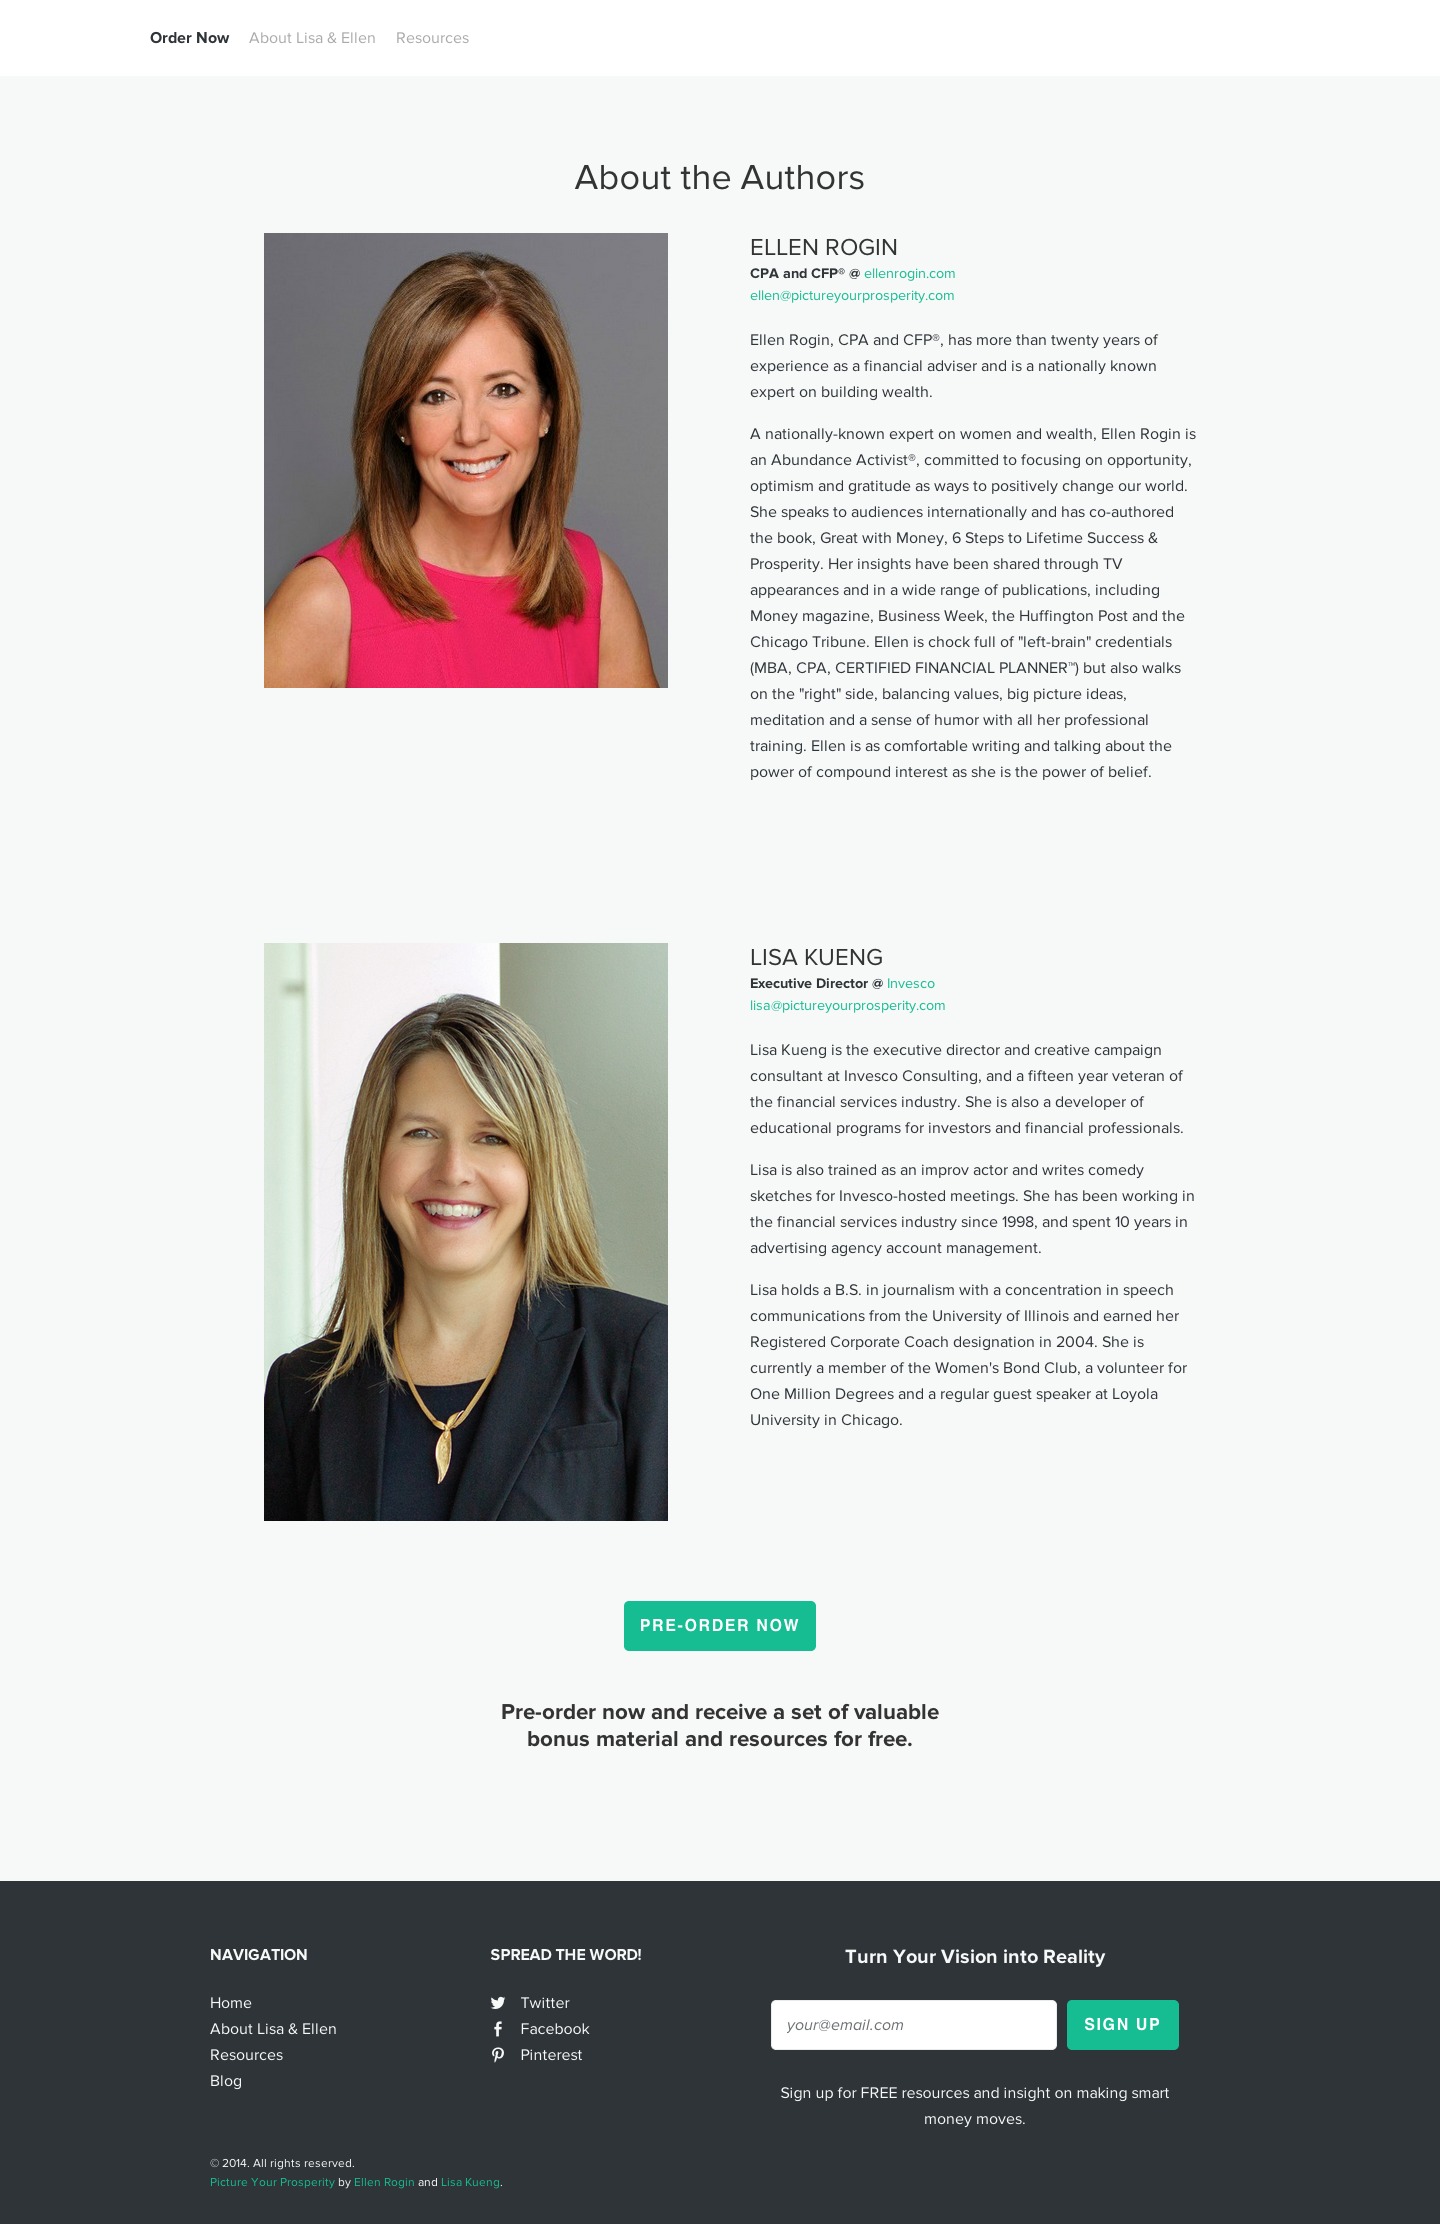 Order Now About Lisa & Ellen Resources
About the Authors
ELLEN ROGIN
CPA and CFP® @ ellenrogin.com
ellen@pictureyourprosperity.com
Ellen Rogin, CPA and CFP®, has more than twenty years of
experience as a financial adviser and is a nationally known
expert on building wealth.
A nationally-known expert on women and wealth, Ellen Rogin is
an Abundance Activist®, committed to focusing on opportunity,
optimism and gratitude as ways to positively change our world.
She speaks to audiences internationally and has co-authored
the book, Great with Money, 6 Steps to Lifetime Success &
Prosperity. Her insights have been shared through TV
appearances and in a wide range of publications, including
Money magazine, Business Week, the Huffington Post and the
Chicago Tribune. Ellen is chock full of "left-brain" credentials
(MBA, CPA, CERTIFIED FINANCIAL PLANNER™) but also walks
on the "right" side, balancing values, big picture ideas,
meditation and a sense of humor with all her professional
training. Ellen is as comfortable writing and talking about the
power of compound interest as she is the power of belief.
LISA KUENG
Executive Director @ Invesco
lisa@pictureyourprosperity.com
Lisa Kueng is the executive director and creative campaign
consultant at Invesco Consulting, and a fifteen year veteran of
the financial services industry. She is also a developer of
educational programs for investors and financial professionals.
Lisa is also trained as an improv actor and writes comedy
sketches for Invesco-hosted meetings. She has been working in
the financial services industry since 1998, and spent 10 years in
advertising agency account management.
Lisa holds a B.S. in journalism with a concentration in speech
communications from the University of Illinois and earned her
Registered Corporate Coach designation in 2004. She is
currently a member of the Women's Bond Club, a volunteer for
One Million Degrees and a regular guest speaker at Loyola
University in Chicago.
PRE-ORDER NOW
Pre-order now and receive a set of valuable
bonus material and resources for free.
NAVIGATION
Home
About Lisa & Ellen
Resources
Blog
SPREAD THE WORD!
Twitter
Facebook
Pinterest
Turn Your Vision into Reality
your@email.com
SIGN UP
Sign up for FREE resources and insight on making smart
money moves.
© 2014. All rights reserved.
Picture Your Prosperity by Ellen Rogin and Lisa Kueng.